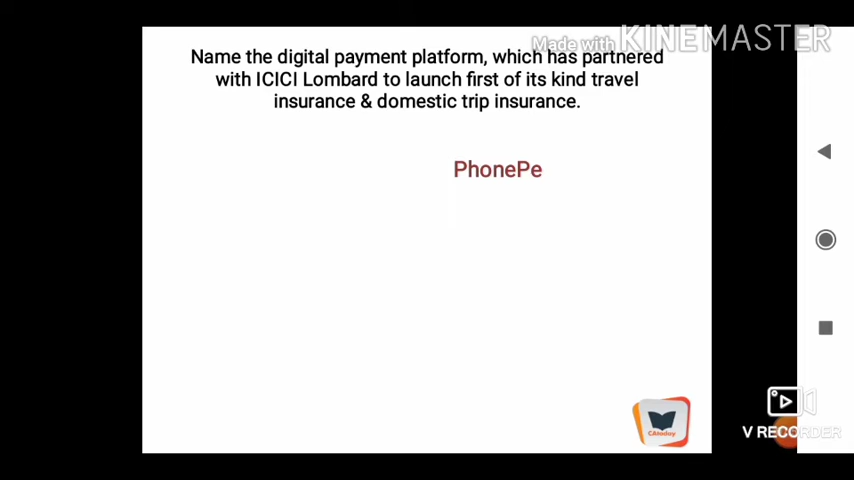 Made with KINEMASTER
Name the digital payment platform, which has partnered
with ICICI Lombard to launch first of its kind travel
insurance & domestic trip insurance.
PhonePe
CAtoday
V RECORDER